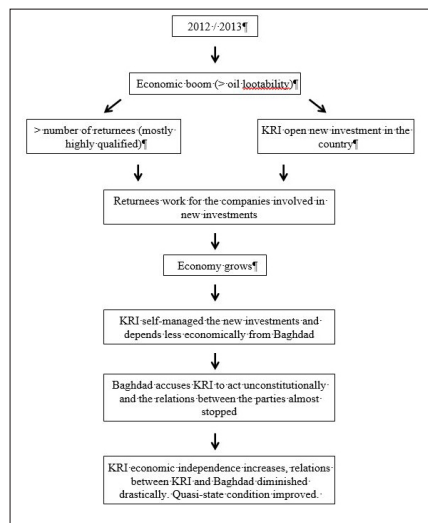 2012·/·2013¶
Economic·boom·(>·oil·lootability)¶
>·number·of·returnees·(mostly·
highly·qualified)¶
KRI·open·new·investment·in·the·
country¶
Returnees·work·for·the·companies·involved·in·
new·investments
Economy·grows¶
KRI·self-managed·the·new·investments·and·
depends·less·economically·from·Baghdad
Baghdad·accuses·KRI·to·act·unconstitutionally·
and·the·relations·between·the·parties·almost·
stopped
KRI·economic·independence·increases,·relations·
between·KRI·and·Baghdad·diminished·
drastically.·Quasi-state·condition·improved.·